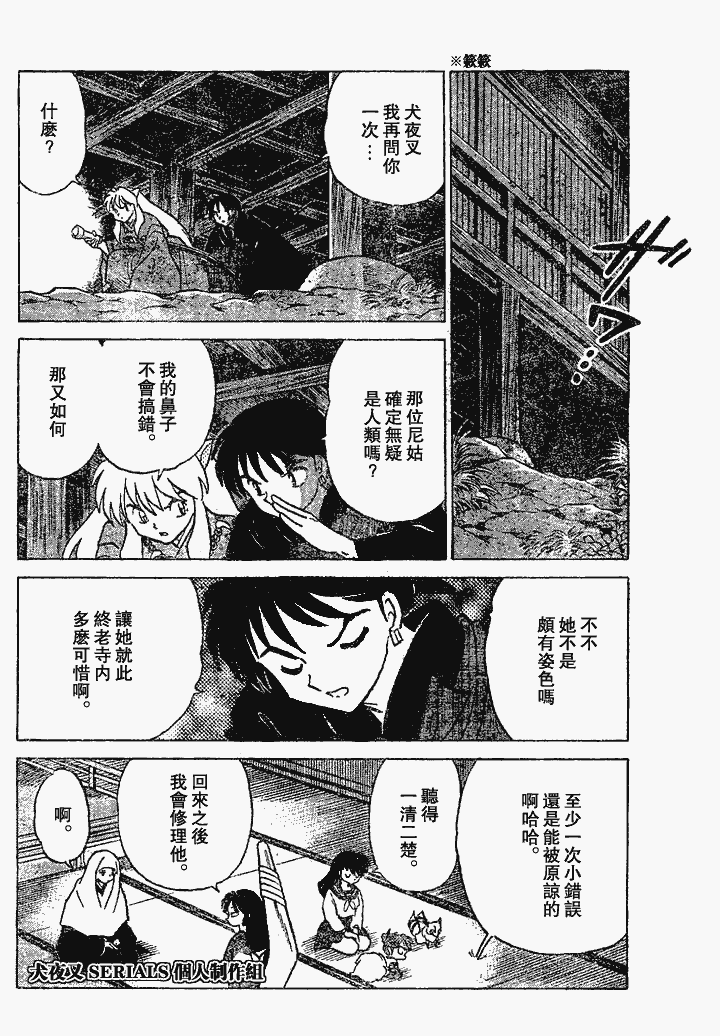 ※簌簌
ザワ…
犬夜叉
我再問你
一次…
什麼？
那位尼姑
確定無疑
是人類嗎？
我的鼻子
不會搞錯。
那又如何
不不
她不是
頗有姿色嗎
讓她就此
終老寺内
多麽可惜啊。
至少一次小錯誤
還是能被原諒的
啊哈哈。
聽得
一清二楚。
回來之後
我會修理他。
啊。
犬夜叉 SERIALS 個人制作組